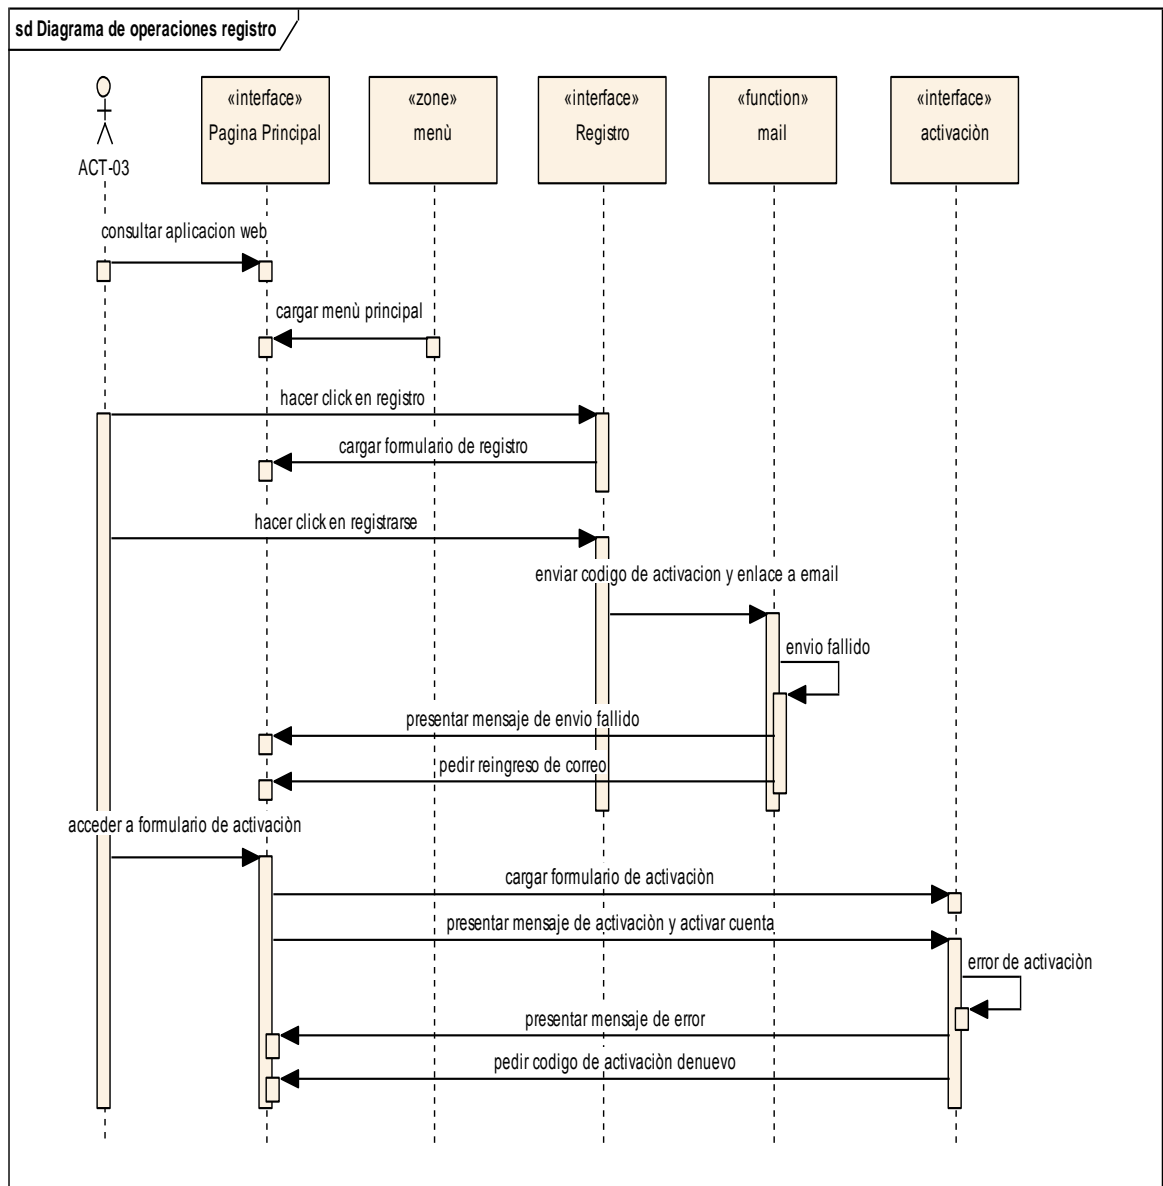 sd Diagrama de operaciones registro
ACT-03
«interface»
Pagina Principal
«zone»
menù
«interface»
Registro
«function»
mail
«interface»
activaciòn
consultar aplicacion web
cargar menù principal
hacer click en registro
cargar formulario de registro
hacer click en registrarse
enviar codigo de activacion y enlace a email
envio fallido
presentar mensaje de envio fallido
pedir reingreso de correo
acceder a formulario de activaciòn
cargar formulario de activaciòn
presentar mensaje de activaciòn y activar cuenta
error de activaciòn
presentar mensaje de error
pedir codigo de activaciòn denuevo